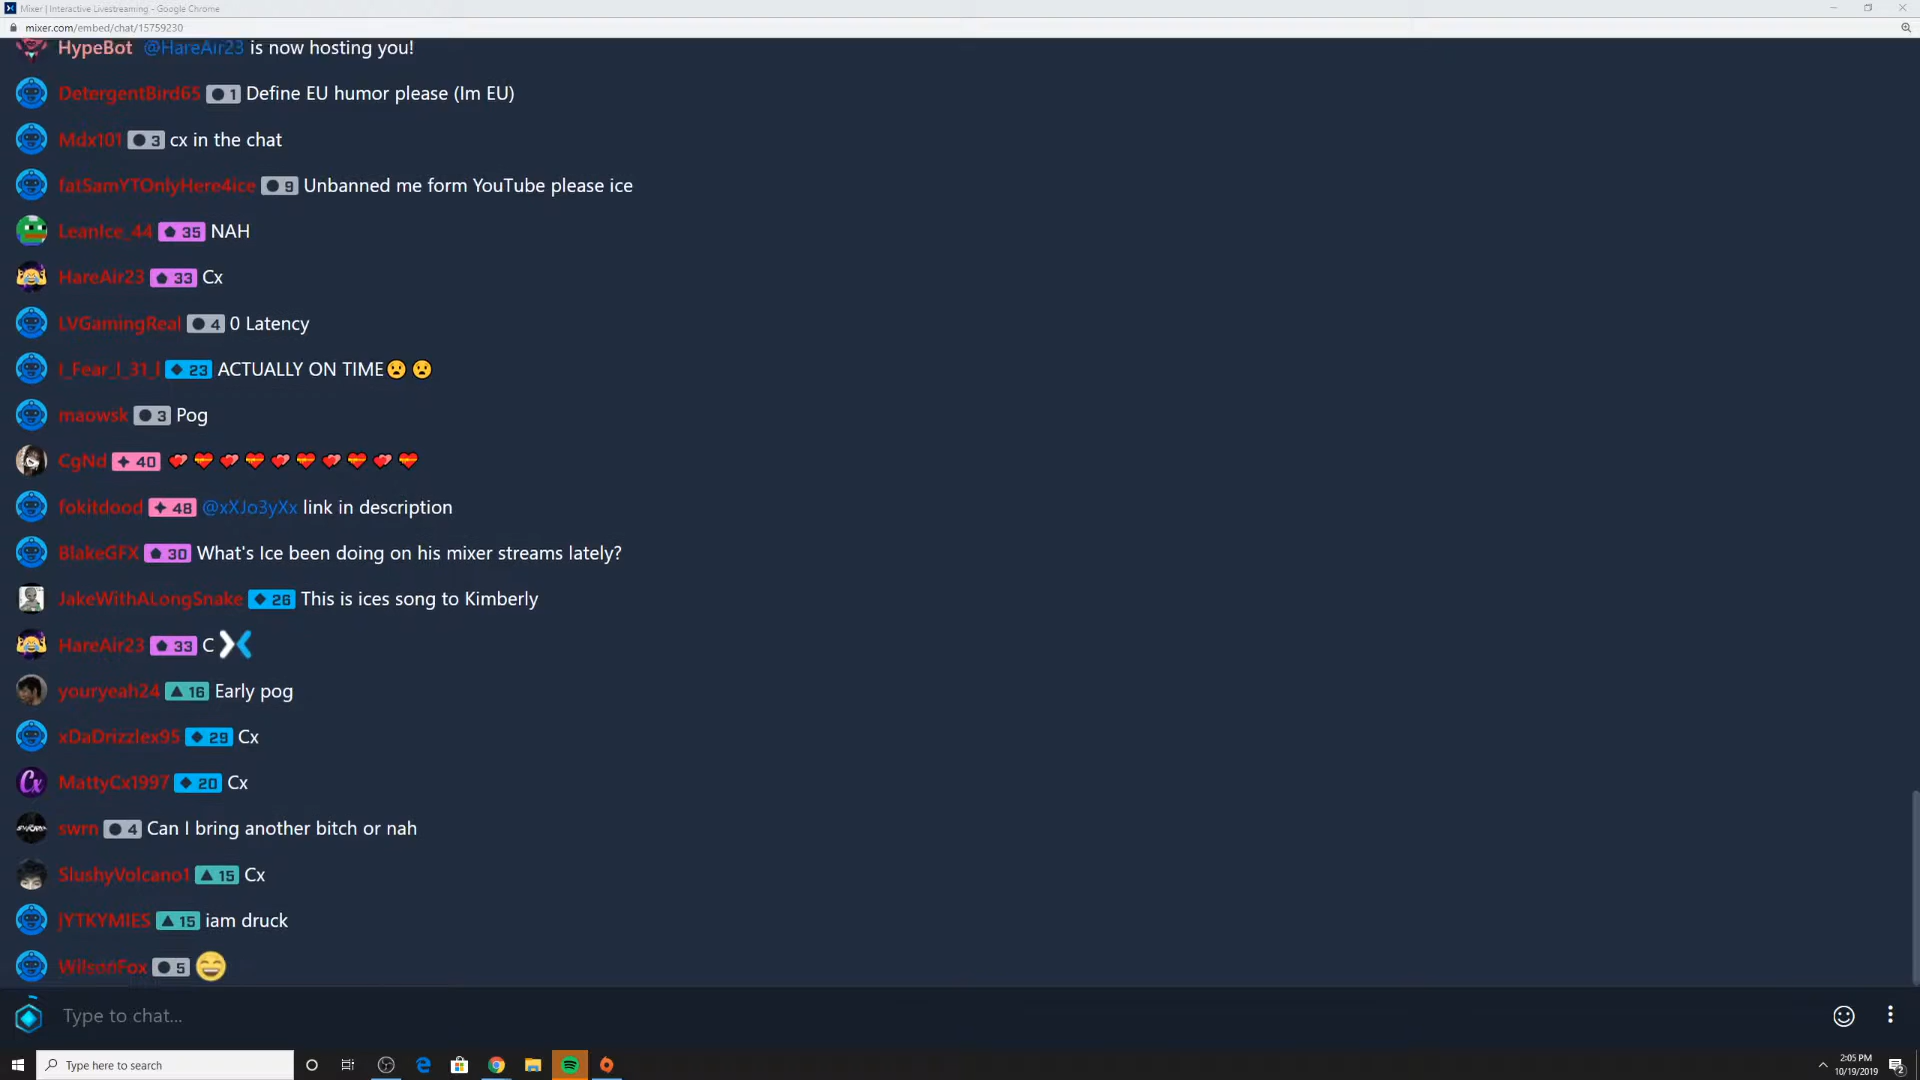 Mixer | Interactive Livestreaming - Google Chrome
mixer.com/embed/chat/15759230
HypeBot @HareAir23 is now hosting you!
DetergentBird65 1 Define EU humor please (Im EU)
Mdx101 3 cx in the chat
fatSamYTOnlyHere4ice 9 Unbanned me form YouTube please ice
LeanIce_44 35 NAH
HareAir23 33 Cx
LVGamingReal 4 0 Latency
I_Fear_I_31_I 23 ACTUALLY ON TIME😧 😧
maowsk 3 Pog
CgNd 40 💕 💝 💕 💝 💕 💝 💕 💝 💕 💝
fokitdood 48 @xXJo3yXx link in description
BlakeGFX 30 What's Ice been doing on his mixer streams lately?
JakeWithALongSnake 26 This is ices song to Kimberly
HareAir23 33 C
youryeah24 16 Early pog
xDaDrizzlex95 29 Cx
MattyCx1997 20 Cx
swrn 4 Can I bring another bitch or nah
SlushyVolcano1 15 Cx
JYTKYMIES 15 iam druck
WilsonFox 5 😄
Type to chat...
Type here to search
2:05 PM
10/19/2019
2